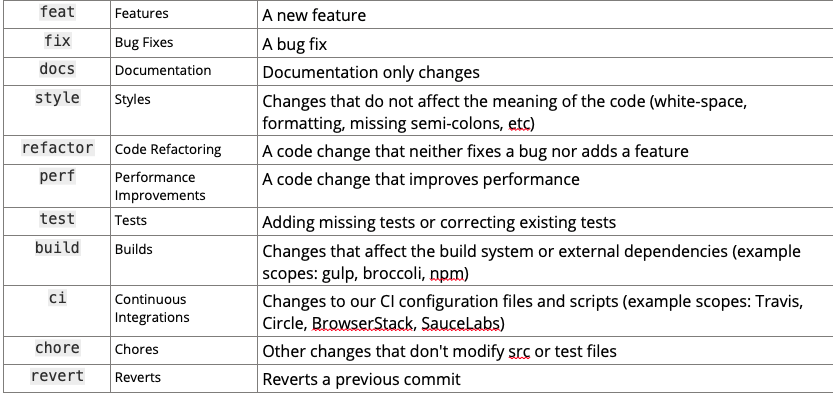 feat Features A new feature
fix Bug Fixes A bug fix
docs Documentation Documentation only changes
style Styles Changes that do not affect the meaning of the code (white-space,
formatting, missing semi-colons, etc)
refactor Code Refactoring A code change that neither fixes a bug nor adds a feature
perf Performance A code change that improves performance
Improvements
test Tests Adding missing tests or correcting existing tests
build Builds Changes that affect the build system or external dependencies (example
scopes: gulp, broccoli, npm)
ci Continuous Changes to our CI configuration files and scripts (example scopes: Travis,
Integrations Circle, BrowserStack, SauceLabs)
chore Chores Other changes that don't modify src or test files
revert Reverts Reverts a previous commit